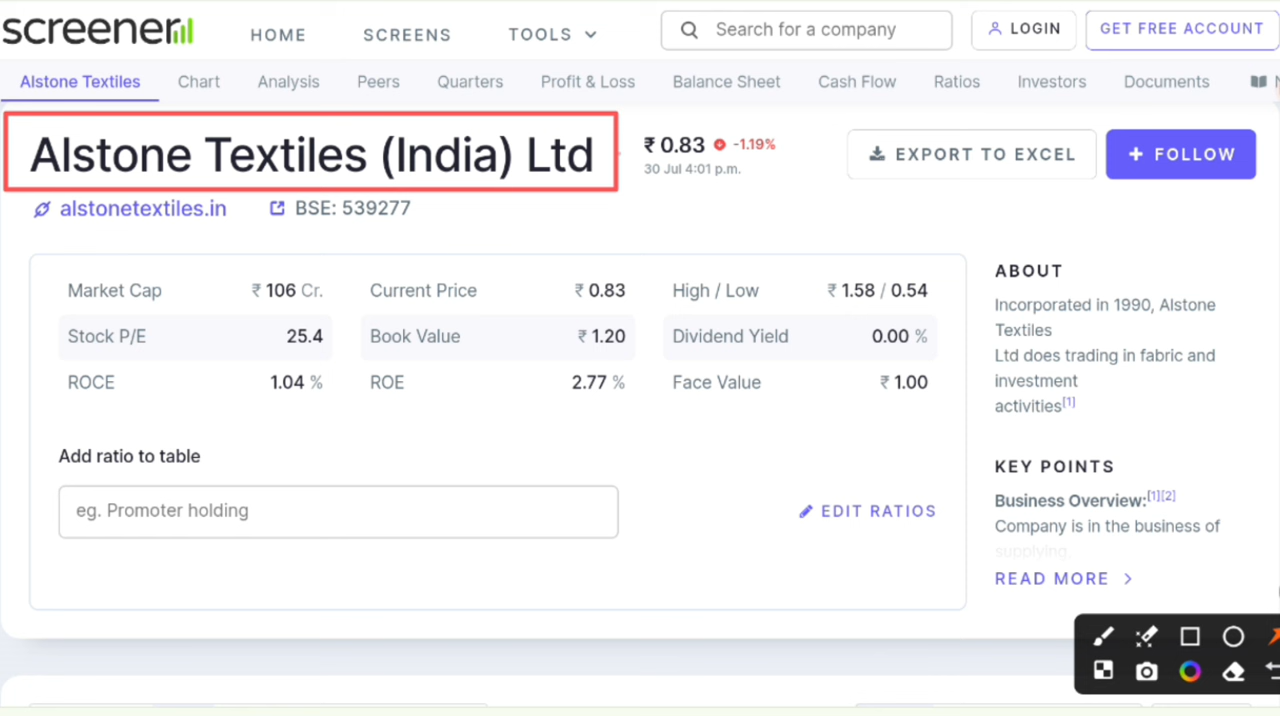 screener
HOME SCREENS TOOLS
Search for a company
LOGIN
GET FREE ACCOUNT
Alstone Textiles Chart Analysis Peers Quarters Profit & Loss Balance Sheet Cash Flow Ratios Investors Documents
Alstone Textiles (India) Ltd
₹ 0.83 -1.19%
30 Jul 4:01 p.m.
EXPORT TO EXCEL
+ FOLLOW
alstonetextiles.in BSE: 539277
Market Cap ₹ 106 Cr. Current Price ₹ 0.83 High / Low ₹ 1.58 / 0.54
Stock P/E 25.4 Book Value ₹ 1.20 Dividend Yield 0.00 %
ROCE 1.04 % ROE 2.77 % Face Value ₹ 1.00
Add ratio to table
eg. Promoter holding
EDIT RATIOS
ABOUT
Incorporated in 1990, Alstone
Textiles
Ltd does trading in fabric and
investment
activities[1]
KEY POINTS
Business Overview:[1][2]
Company is in the business of
supplying,
READ MORE